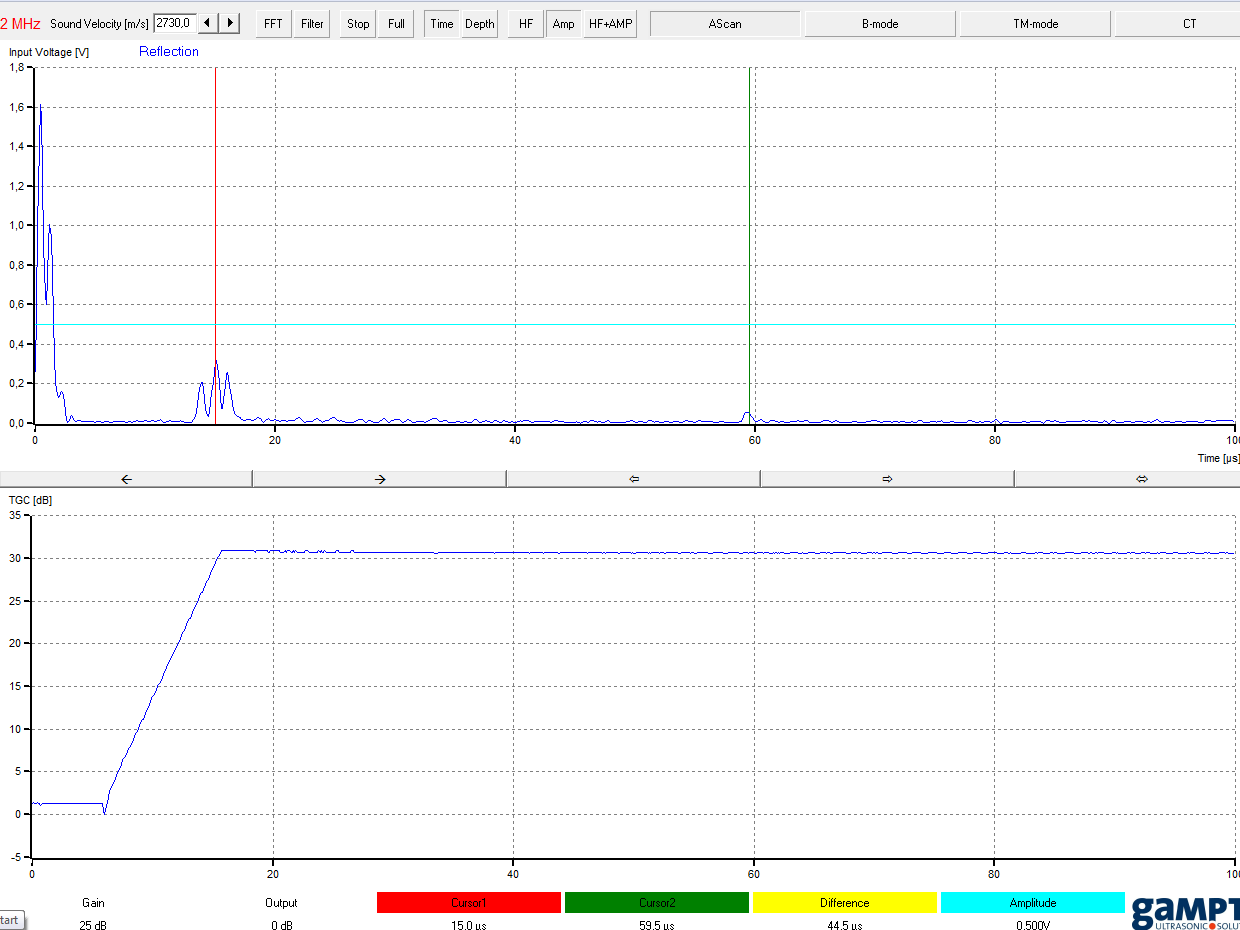 2 MHz Sound Velocity [m/s] 2730,0 FFT Filter Stop Full Time Depth HF Amp HF+AMP AScan B-mode TM-mode CT
Input Voltage [V] Reflection
1,8
1,6
1,4
1,2
1,0
0,8
0,6
0,4
0,2
0,0
0 20 40 60 80 100
Time [µs]
TGC [dB]
35
30
25
20
15
10
5
0
-5
0 20 40 60 80 100
Gain Output Cursor1 Cursor2 Difference Amplitude
tart 25 dB 0 dB 15.0 us 59.5 us 44.5 us 0.500V
gaMPT
ULTRASONIC SOLU